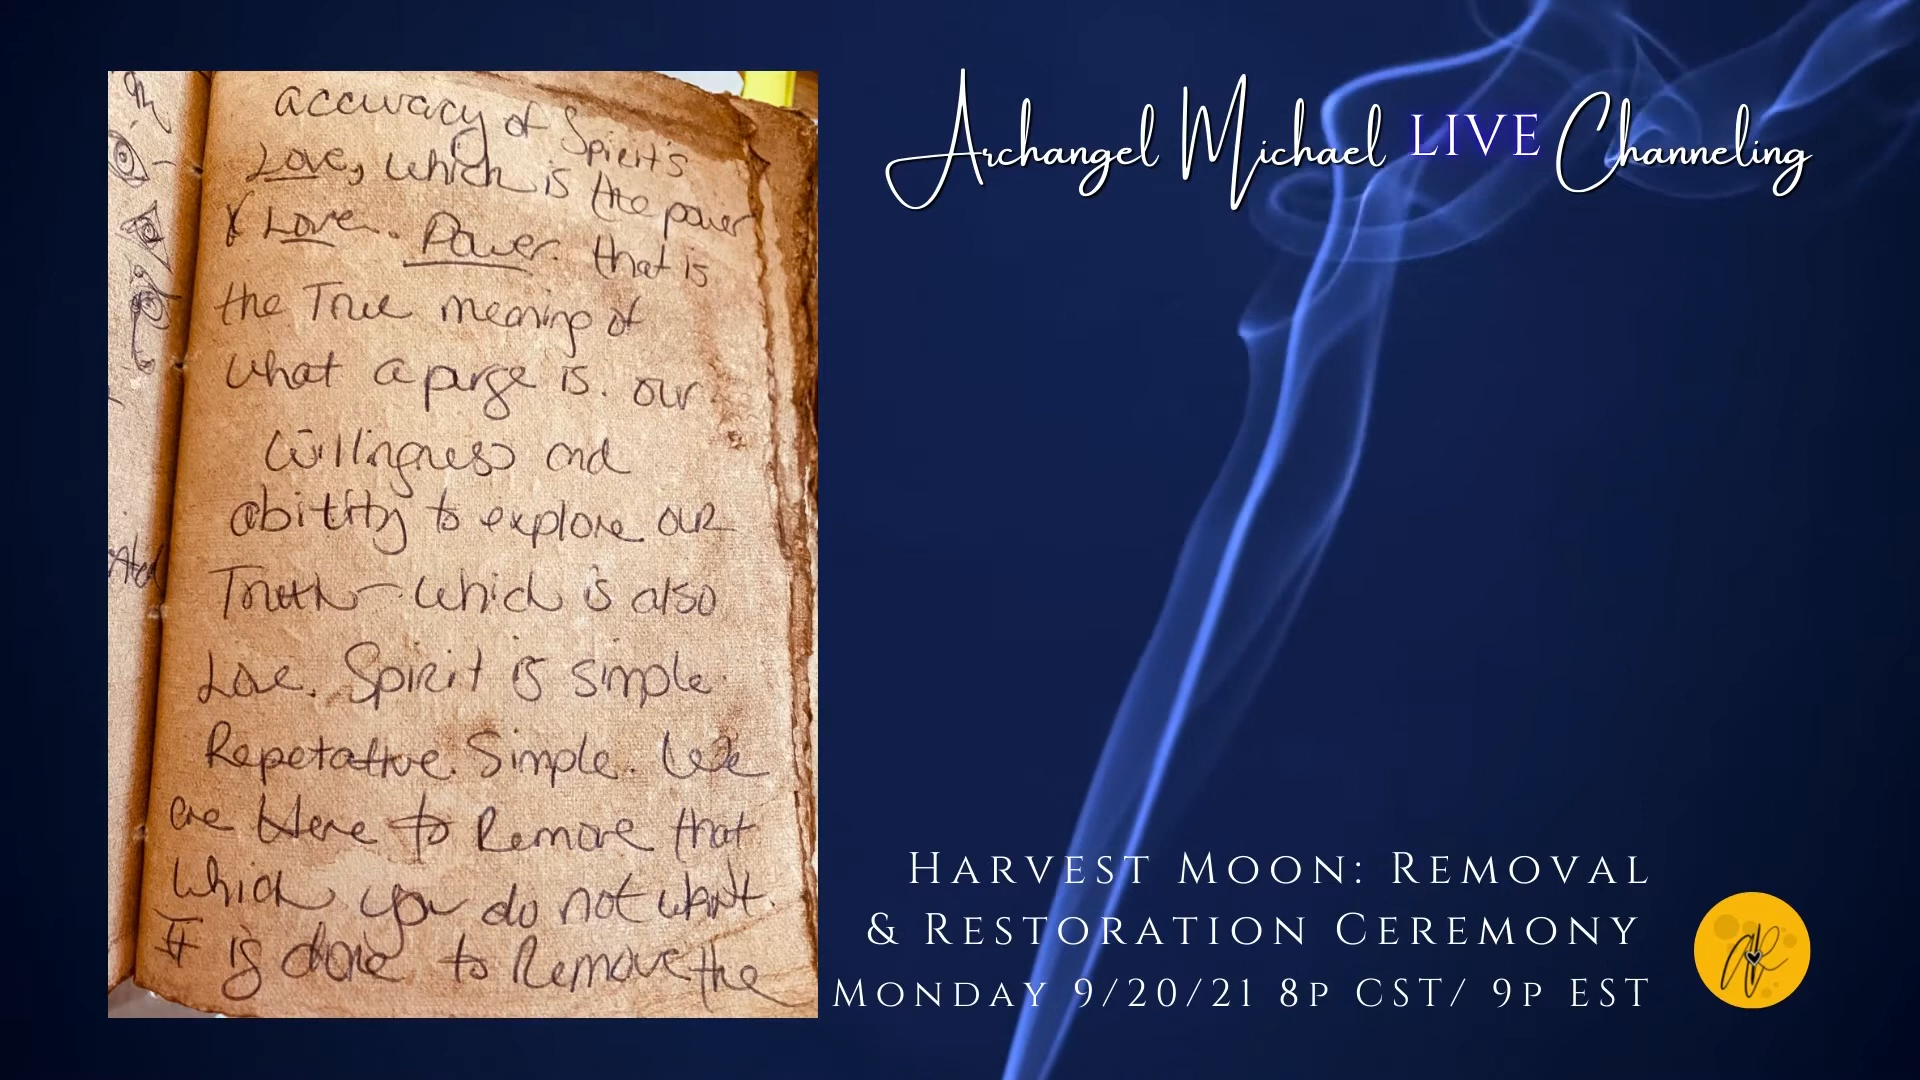 accuracy of Spirit's
Love, which is the power
& Love. Power. that is
the True meaning of
what a purge is. our
willingness and
ability to explore our
Truth - which is also
Love. Spirit is simple.
Repetative. Simple. We
are Here to Remove that
which you do not want.
It is done to Remove the
Archangel Michael LIVE Channeling
Harvest Moon: Removal
& Restoration Ceremony
Monday 9/20/21 8p CST/ 9p EST